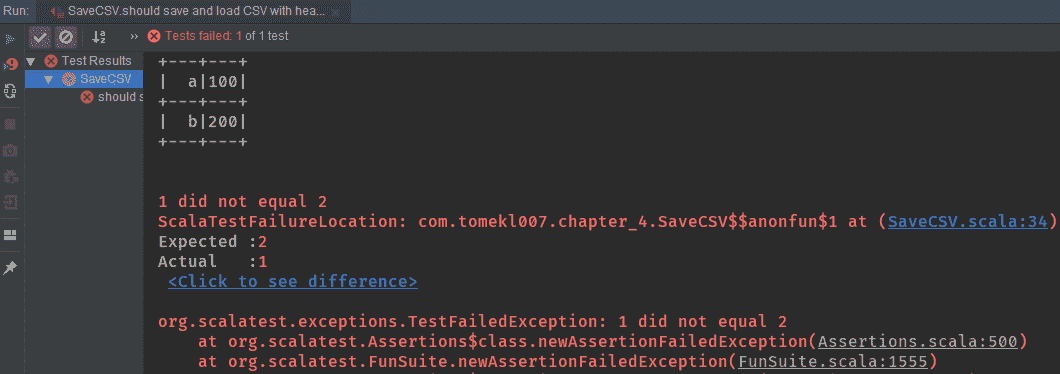 Run: SaveCSV.should save and load CSV with hea...
Tests failed: 1 of 1 test
Test Results
SaveCSV
should s
+---+---+
|  a|100|
+---+---+
|  b|200|
+---+---+
1 did not equal 2
ScalaTestFailureLocation: com.tomekl007.chapter_4.SaveCSV$$anonfun$1 at (SaveCSV.scala:34)
Expected :2
Actual   :1
<Click to see difference>
org.scalatest.exceptions.TestFailedException: 1 did not equal 2
at org.scalatest.Assertions$class.newAssertionFailedException(Assertions.scala:500)
at org.scalatest.FunSuite.newAssertionFailedException(FunSuite.scala:1555)